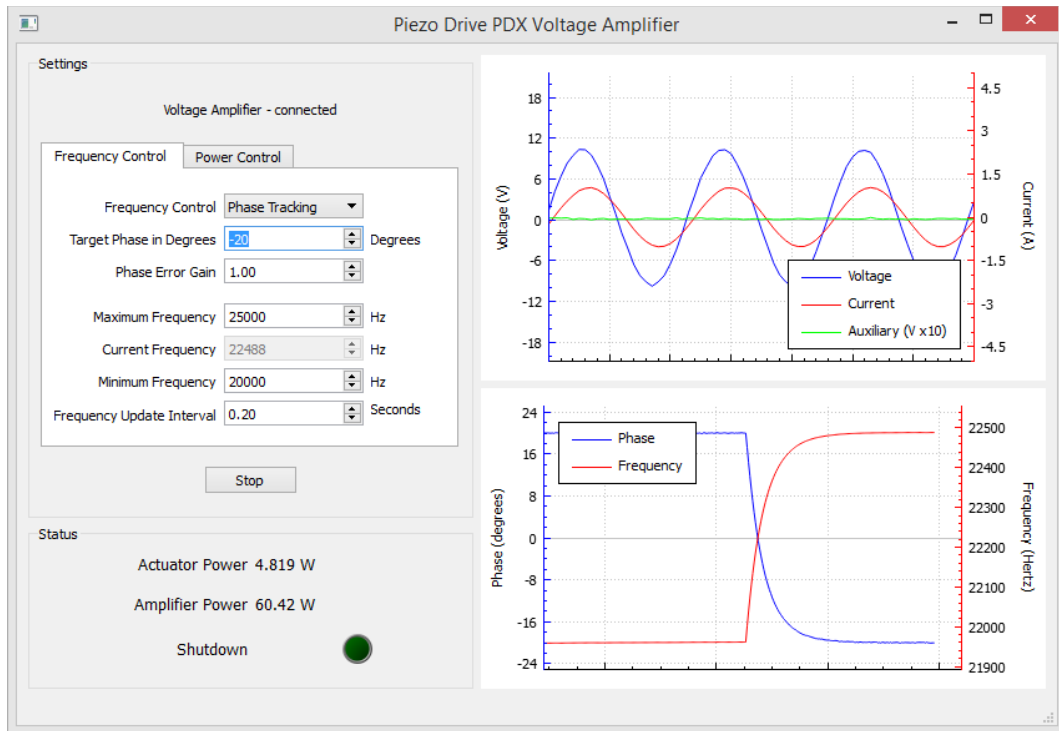 Piezo Drive PDX Voltage Amplifier
Settings
Voltage Amplifier - connected
Frequency Control
Power Control
Frequency Control Phase Tracking
Target Phase in Degrees -20 Degrees
Phase Error Gain 1.00
Maximum Frequency 25000 Hz
Current Frequency 22488 Hz
Minimum Frequency 20000 Hz
Frequency Update Interval 0.20 Seconds
Stop
Status
Actuator Power 4.819 W
Amplifier Power 60.42 W
Shutdown
Voltage (V)
18
12
6
0
-6
-12
-18
4.5
3
1.5
0
-1.5
-3
-4.5
Current (A)
Voltage
Current
Auxiliary (V x10)
Phase (degrees)
24
16
8
0
-8
-16
-24
Phase
Frequency
22500
22400
22300
22200
22100
22000
21900
Frequency (Hertz)